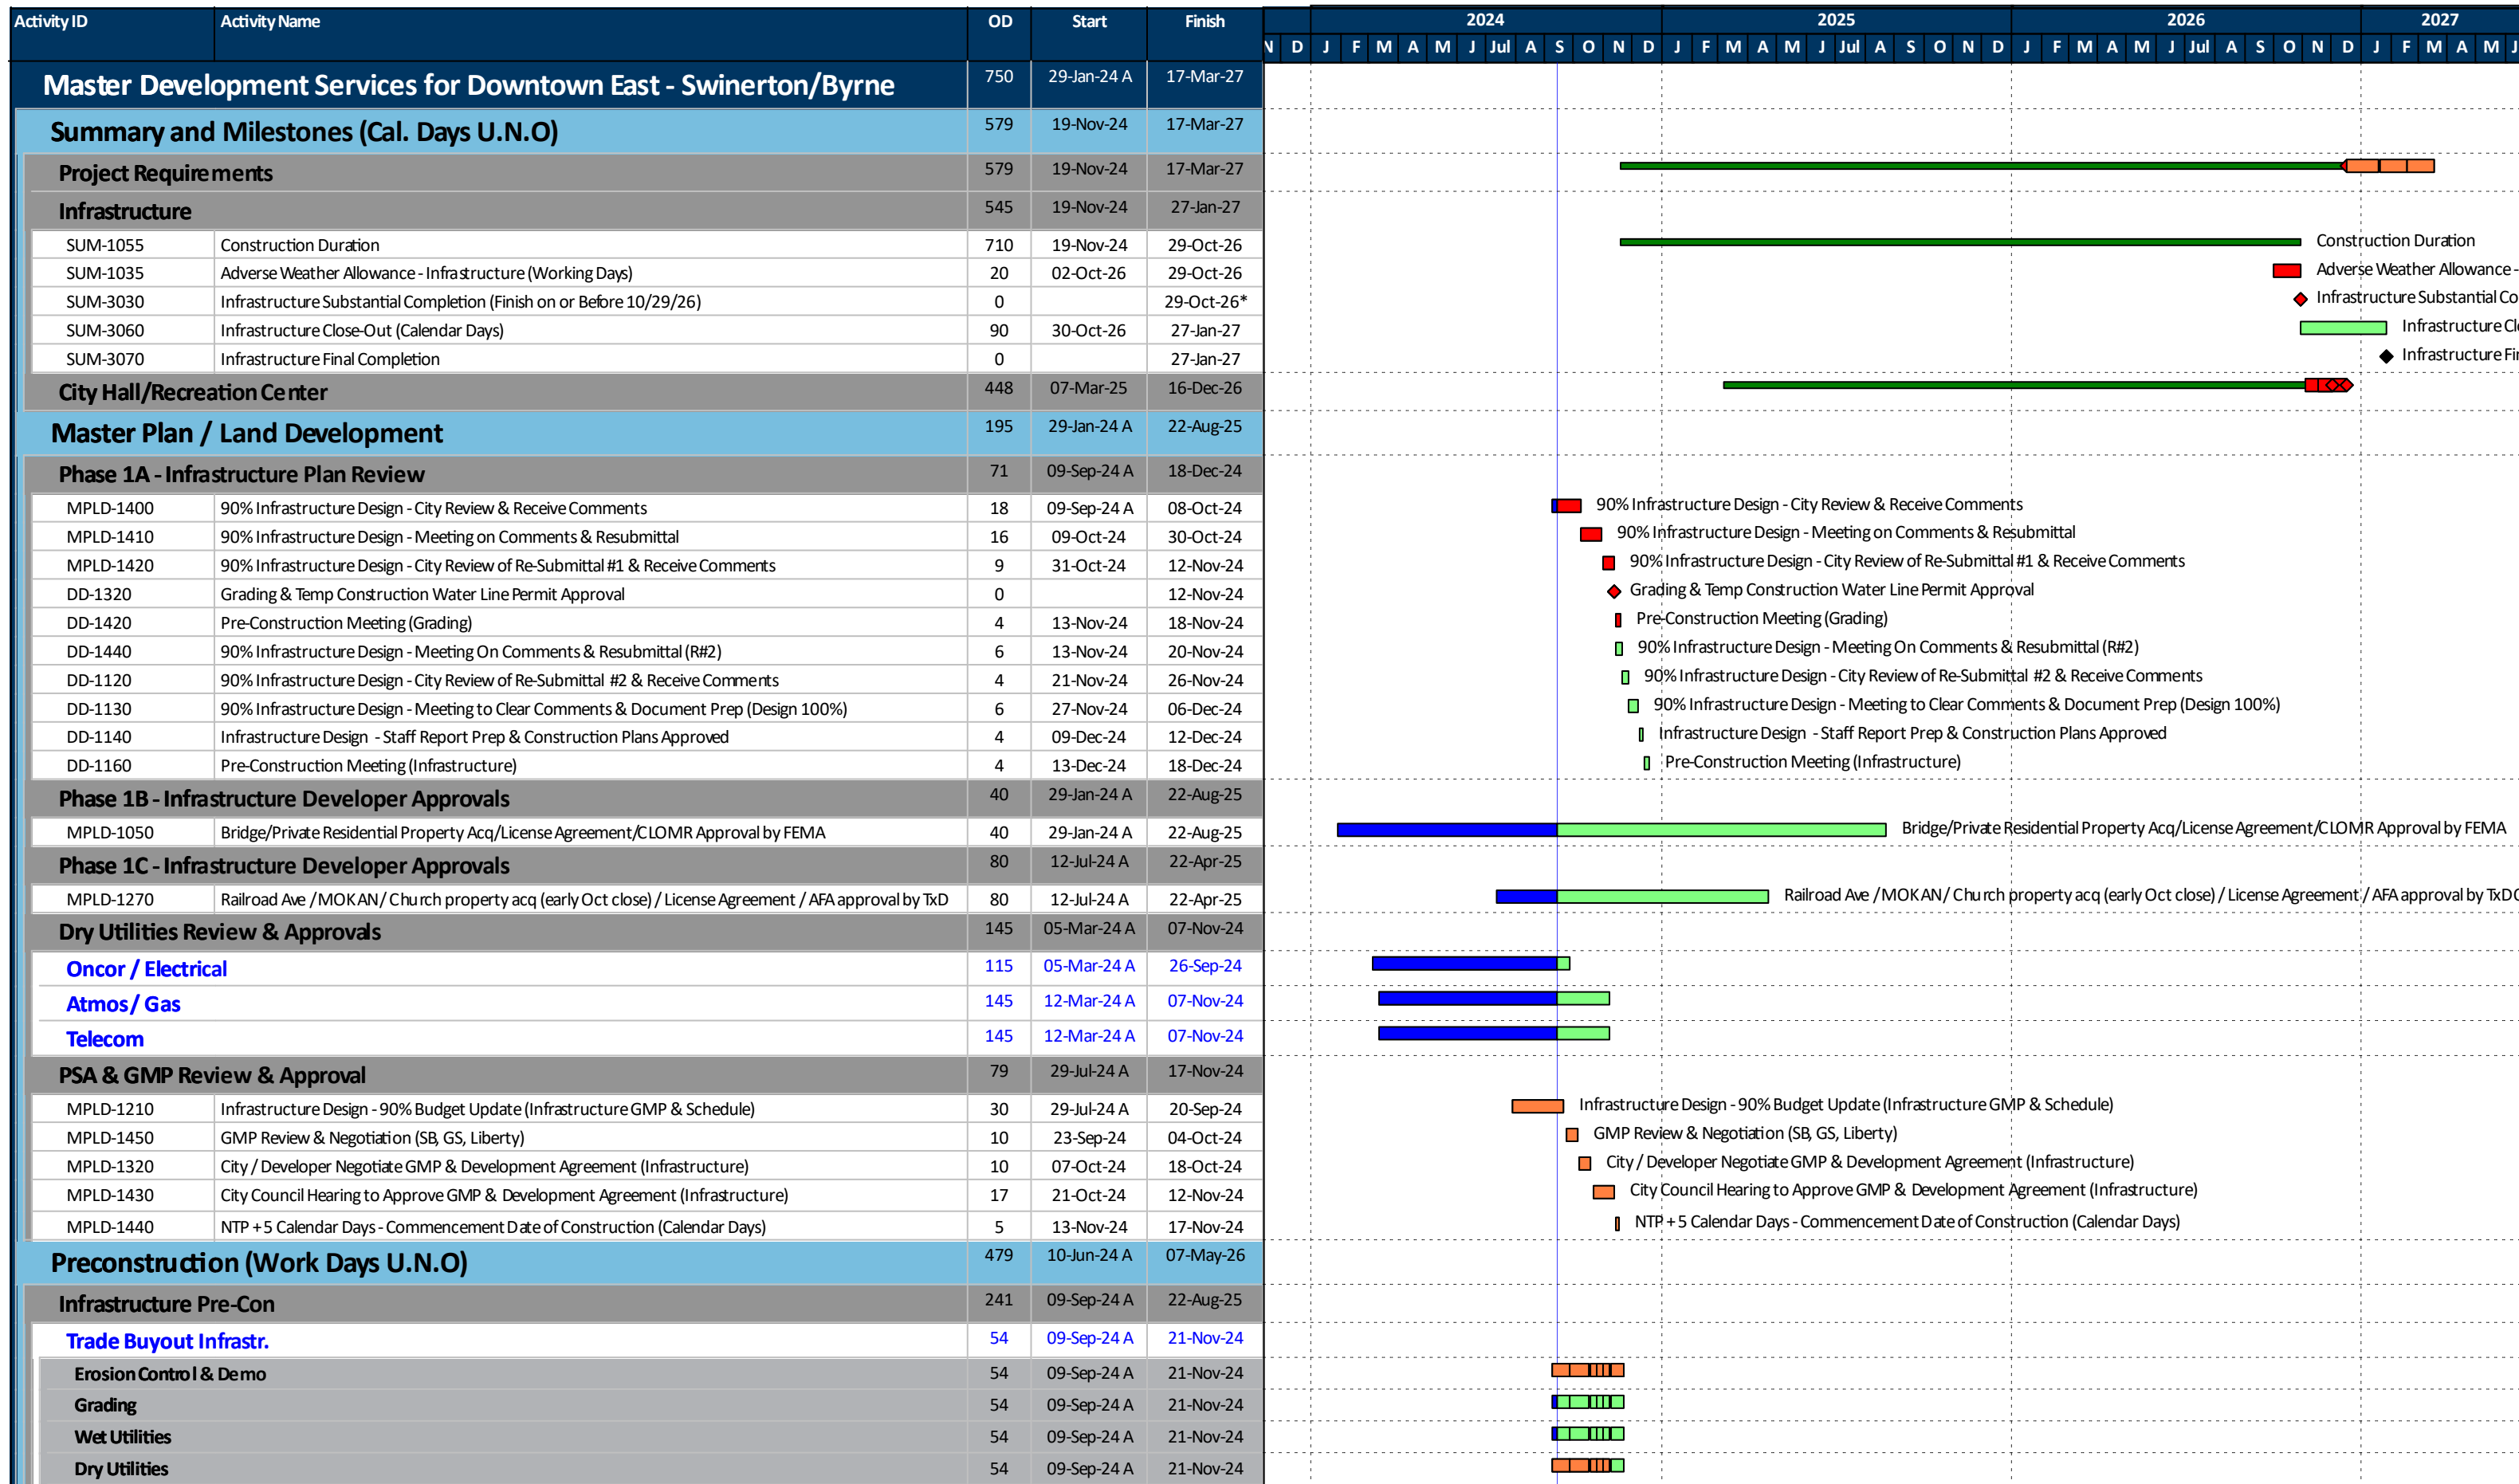 Activity ID Activity Name OD Start Finish 2024 2025 2026 2027
N D J F M A M J Jul A S O N D J F M A M J Jul A S O N D J F M A M J Jul A S O N D J F M A M J
Master Development Services for Downtown East - Swinerton/Byrne 750 29-Jan-24 A 17-Mar-27
Summary and Milestones (Cal. Days U.N.O) 579 19-Nov-24 17-Mar-27
Project Requirements 579 19-Nov-24 17-Mar-27
Infrastructure 545 19-Nov-24 27-Jan-27
SUM-1055 Construction Duration 710 19-Nov-24 29-Oct-26 Construction Duration
SUM-1035 Adverse Weather Allowance - Infrastructure (Working Days) 20 02-Oct-26 29-Oct-26 Adverse Weather Allowance -
SUM-3030 Infrastructure Substantial Completion (Finish on or Before 10/29/26) 0 29-Oct-26* Infrastructure Substantial Co
SUM-3060 Infrastructure Close-Out (Calendar Days) 90 30-Oct-26 27-Jan-27 Infrastructure Cl
SUM-3070 Infrastructure Final Completion 0 27-Jan-27 Infrastructure Fi
City Hall/Recreation Center 448 07-Mar-25 16-Dec-26
Master Plan / Land Development 195 29-Jan-24 A 22-Aug-25
Phase 1A - Infrastructure Plan Review 71 09-Sep-24 A 18-Dec-24
MPLD-1400 90% Infrastructure Design - City Review & Receive Comments 18 09-Sep-24 A 08-Oct-24 90% Infrastructure Design - City Review & Receive Comments
MPLD-1410 90% Infrastructure Design - Meeting on Comments & Resubmittal 16 09-Oct-24 30-Oct-24 90% Infrastructure Design - Meeting on Comments & Resubmittal
MPLD-1420 90% Infrastructure Design - City Review of Re-Submittal #1 & Receive Comments 9 31-Oct-24 12-Nov-24 90% Infrastructure Design - City Review of Re-Submittal #1 & Receive Comments
DD-1320 Grading & Temp Construction Water Line Permit Approval 0 12-Nov-24 Grading & Temp Construction Water Line Permit Approval
DD-1420 Pre-Construction Meeting (Grading) 4 13-Nov-24 18-Nov-24 Pre-Construction Meeting (Grading)
DD-1440 90% Infrastructure Design - Meeting On Comments & Resubmittal (R#2) 6 13-Nov-24 20-Nov-24 90% Infrastructure Design - Meeting On Comments & Resubmittal (R#2)
DD-1120 90% Infrastructure Design - City Review of Re-Submittal #2 & Receive Comments 4 21-Nov-24 26-Nov-24 90% Infrastructure Design - City Review of Re-Submittal #2 & Receive Comments
DD-1130 90% Infrastructure Design - Meeting to Clear Comments & Document Prep (Design 100%) 6 27-Nov-24 06-Dec-24 90% Infrastructure Design - Meeting to Clear Comments & Document Prep (Design 100%)
DD-1140 Infrastructure Design - Staff Report Prep & Construction Plans Approved 4 09-Dec-24 12-Dec-24 Infrastructure Design - Staff Report Prep & Construction Plans Approved
DD-1160 Pre-Construction Meeting (Infrastructure) 4 13-Dec-24 18-Dec-24 Pre-Construction Meeting (Infrastructure)
Phase 1B - Infrastructure Developer Approvals 40 29-Jan-24 A 22-Aug-25
MPLD-1050 Bridge/Private Residential Property Acq/License Agreement/CLOMR Approval by FEMA 40 29-Jan-24 A 22-Aug-25 Bridge/Private Residential Property Acq/License Agreement/CLOMR Approval by FEMA
Phase 1C - Infrastructure Developer Approvals 80 12-Jul-24 A 22-Apr-25
MPLD-1270 Railroad Ave / MOKAN/ Church property acq (early Oct close) / License Agreement / AFA approval by TxD 80 12-Jul-24 A 22-Apr-25 Railroad Ave / MOKAN/ Church property acq (early Oct close) / License Agreement / AFA approval by TxDO
Dry Utilities Review & Approvals 145 05-Mar-24 A 07-Nov-24
Oncor / Electrical 115 05-Mar-24 A 26-Sep-24
Atmos / Gas 145 12-Mar-24 A 07-Nov-24
Telecom 145 12-Mar-24 A 07-Nov-24
PSA & GMP Review & Approval 79 29-Jul-24 A 17-Nov-24
MPLD-1210 Infrastructure Design - 90% Budget Update (Infrastructure GMP & Schedule) 30 29-Jul-24 A 20-Sep-24 Infrastructure Design - 90% Budget Update (Infrastructure GMP & Schedule)
MPLD-1450 GMP Review & Negotiation (SB, GS, Liberty) 10 23-Sep-24 04-Oct-24 GMP Review & Negotiation (SB, GS, Liberty)
MPLD-1320 City / Developer Negotiate GMP & Development Agreement (Infrastructure) 10 07-Oct-24 18-Oct-24 City / Developer Negotiate GMP & Development Agreement (Infrastructure)
MPLD-1430 City Council Hearing to Approve GMP & Development Agreement (Infrastructure) 17 21-Oct-24 12-Nov-24 City Council Hearing to Approve GMP & Development Agreement (Infrastructure)
MPLD-1440 NTP + 5 Calendar Days - Commencement Date of Construction (Calendar Days) 5 13-Nov-24 17-Nov-24 NTP + 5 Calendar Days - Commencement Date of Construction (Calendar Days)
Preconstruction (Work Days U.N.O) 479 10-Jun-24 A 07-May-26
Infrastructure Pre-Con 241 09-Sep-24 A 22-Aug-25
Trade Buyout Infrastr. 54 09-Sep-24 A 21-Nov-24
Erosion Control & Demo 54 09-Sep-24 A 21-Nov-24
Grading 54 09-Sep-24 A 21-Nov-24
Wet Utilities 54 09-Sep-24 A 21-Nov-24
Dry Utilities 54 09-Sep-24 A 21-Nov-24